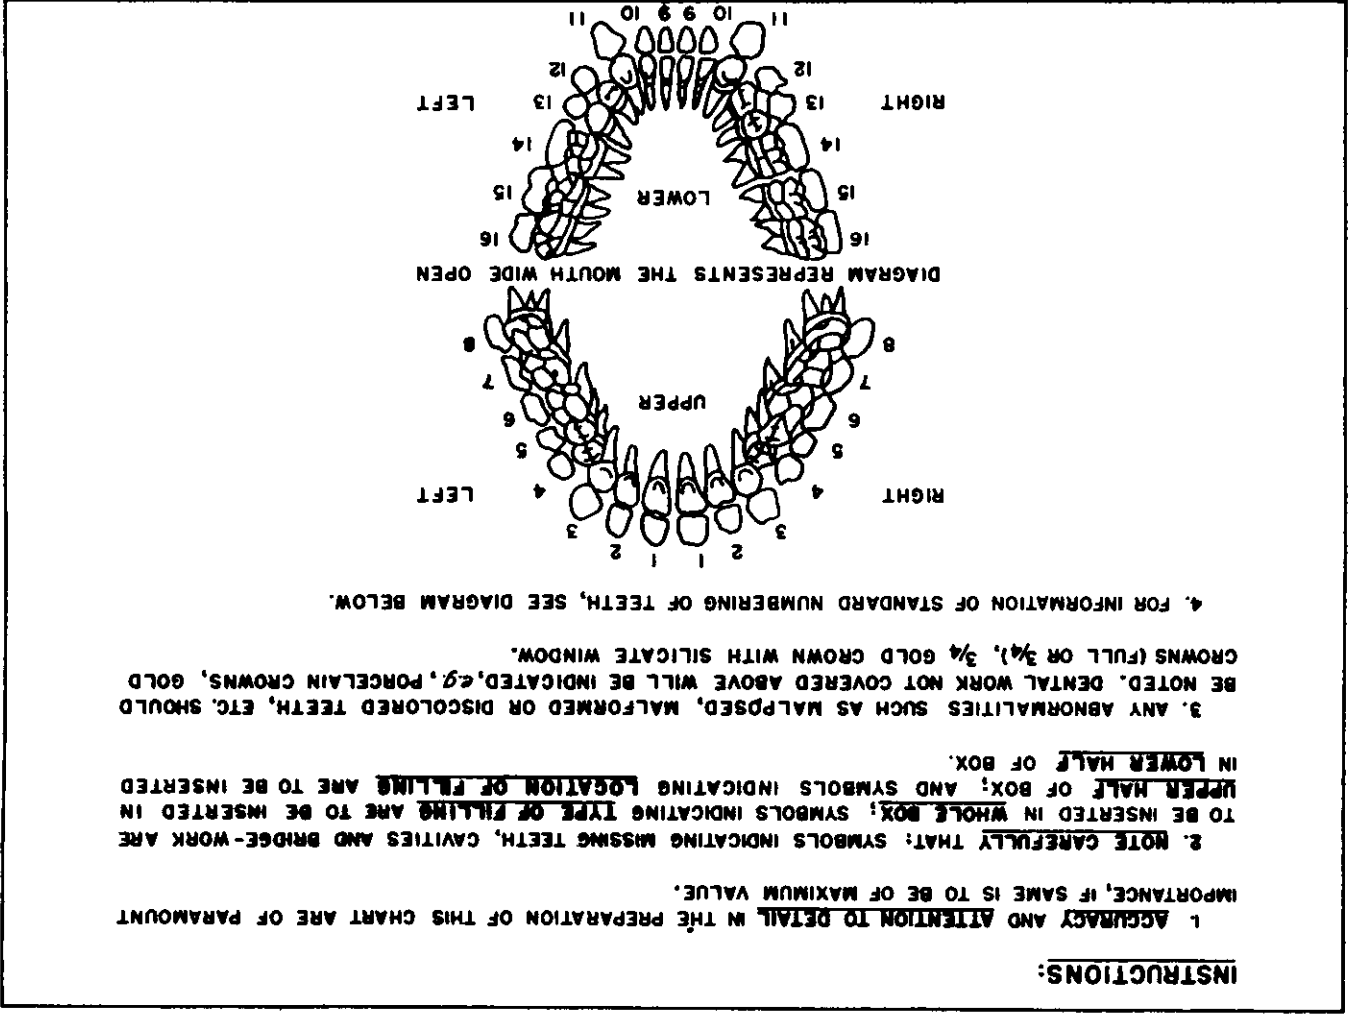 INSTRUCTIONS:
1 ACCURACY AND ATTENTION TO DETAIL IN THE PREPARATION OF THIS CHART ARE OF PARAMOUNT
IMPORTANCE, IF SAME IS TO BE OF MAXIMUM VALUE.
2. NOTE CAREFULLY THAT: SYMBOLS INDICATING MISSING TEETH, CAVITIES AND BRIDGE-WORK ARE
TO BE INSERTED IN WHOLE BOX; SYMBOLS INDICATING TYPE OF FILLING ARE TO BE INSERTED IN
UPPER HALF OF BOX; AND SYMBOLS INDICATING LOCATION OF FILLING ARE TO BE INSERTED
IN LOWER HALF OF BOX.
3. ANY ABNORMALITIES SUCH AS MALPOSED, MALFORMED OR DISCOLORED TEETH, ETC. SHOULD
BE NOTED. DENTAL WORK NOT COVERED ABOVE WILL BE INDICATED, e.g., PORCELAIN CROWNS, GOLD
CROWNS (FULL OR 3/4), 3/4 GOLD CROWN WITH SILICATE WINDOW.
4. FOR INFORMATION OF STANDARD NUMBERING OF TEETH, SEE DIAGRAM BELOW.
1 1
2 2
3 3
RIGHT 4 4 LEFT
5 5
6 6
UPPER
7 7
8 8
DIAGRAM REPRESENTS THE MOUTH WIDE OPEN
16 16
15 LOWER 15
14 14
RIGHT 13 13 LEFT
12 12
11 10 9 9 10 11